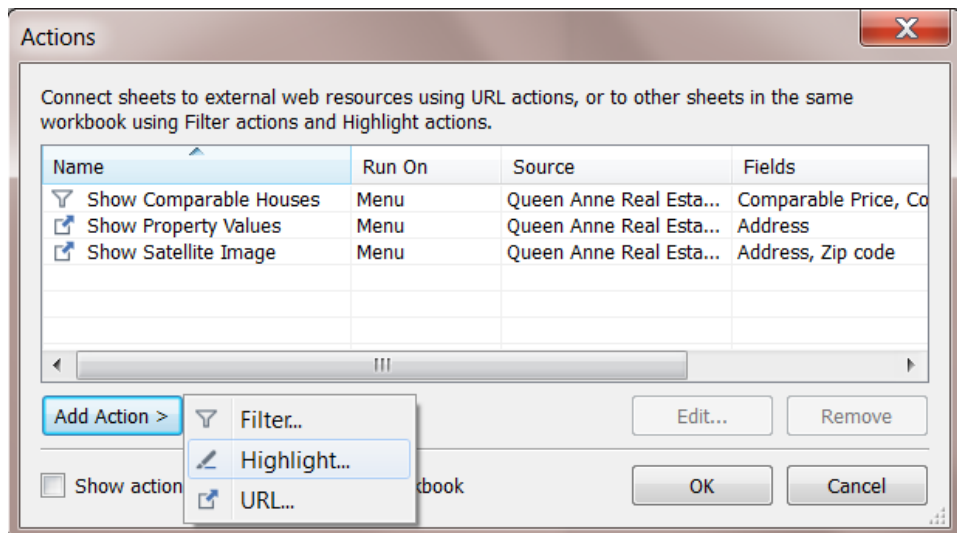 Actions
Connect sheets to external web resources using URL actions, or to other sheets in the same
workbook using Filter actions and Highlight actions.
Name Run On Source Fields
Show Comparable Houses Menu Queen Anne Real Esta... Comparable Price, Co
Show Property Values Menu Queen Anne Real Esta... Address
Show Satellite Image Menu Queen Anne Real Esta... Address, Zip code
Add Action > Filter... Edit... Remove
Highlight...
Show action kbook OK Cancel
URL...